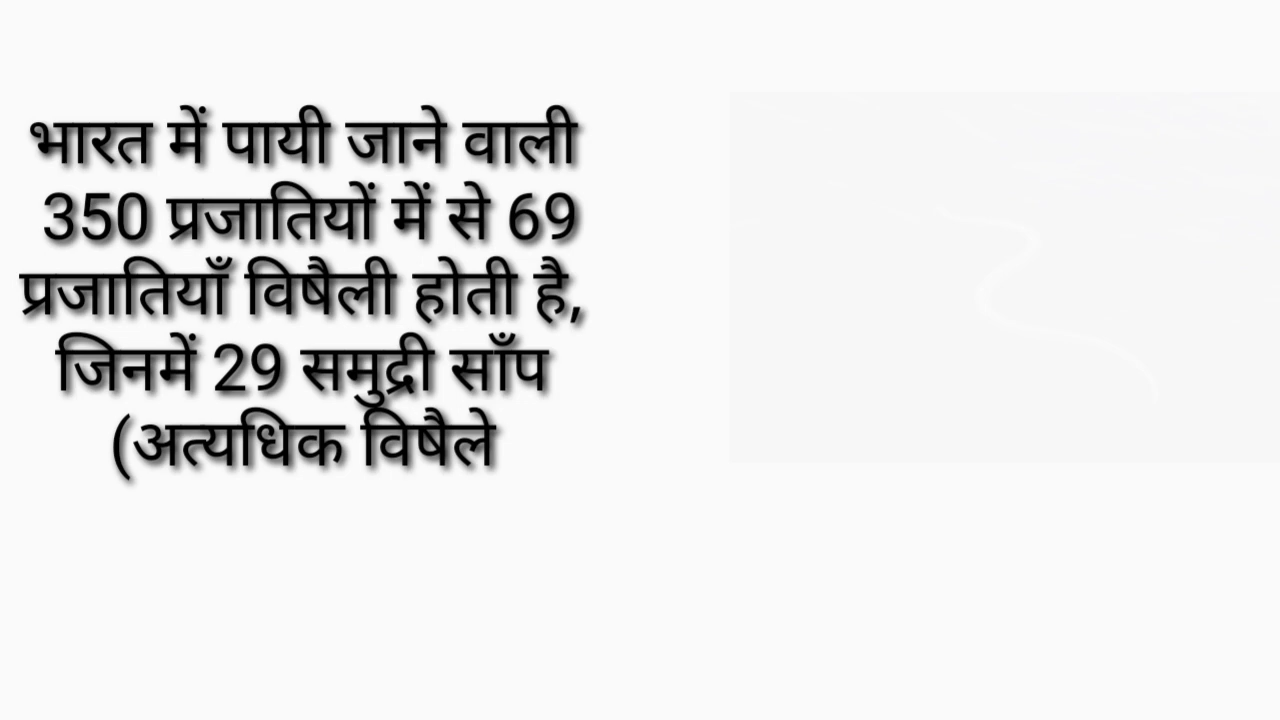 भारत में पायी जाने वाली
350 प्रजातियों में से 69
प्रजातियाँ विषैली होती है,
जिनमें 29 समुद्री साँप
(अत्यधिक विषैले